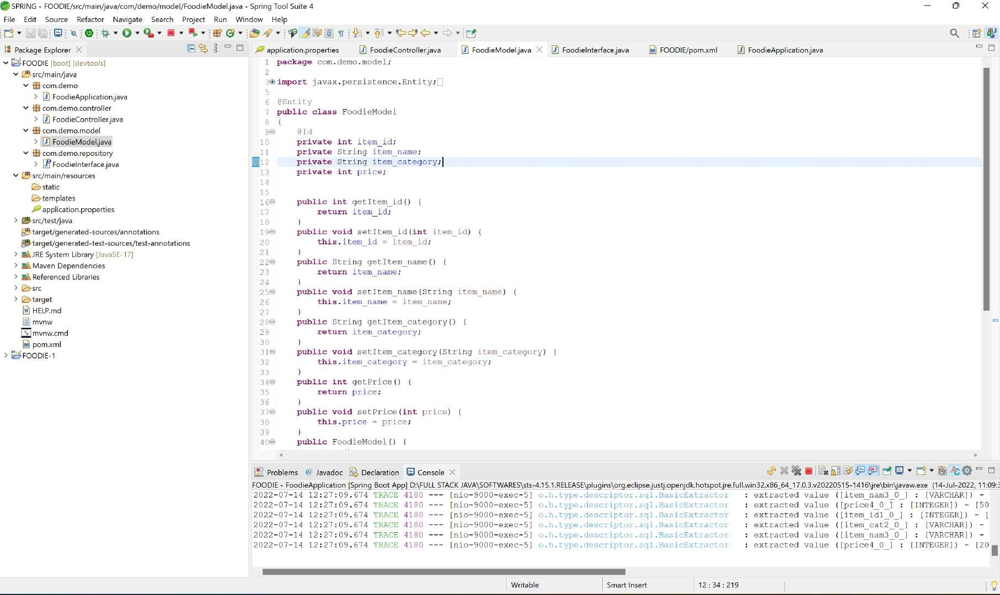 SPRING - FOODIE/src/main/java/com/demo/model/FoodieModel.java - Spring Tool Suite 4
File Edit Source Refactor Navigate Search Project Run Window Help
Package Explorer
FOODIE [boot] [devtools]
src/main/java
com.demo
FoodieApplication.java
com.demo.controller
FoodieController.java
com.demo.model
FoodieModel.java
com.demo.repository
FoodieInterface.java
src/main/resources
static
templates
application.properties
src/test/java
target/generated-sources/annotations
target/generated-test-sources/test-annotations
JRE System Library [JavaSE-17]
Maven Dependencies
Referenced Libraries
src
target
HELP.md
mvnw
mvnw.cmd
pom.xml
FOODIE-1
application.properties FoodieController.java FoodieModel.java FoodieInterface.java FOODIE/pom.xml FoodieApplication.java
1 package com.demo.model;
2
3 import javax.persistence.Entity;
5
6 @Entity
7 public class FoodieModel
8 {
9 @Id
10 private int item_id;
11 private String item_name;
12 private String item_category;
13 private int price;
14
15
16 public int getItem_id() {
17 return item_id;
18 }
19 public void setItem_id(int item_id) {
20 this.item_id = item_id;
21 }
22 public String getItem_name() {
23 return item_name;
24 }
25 public void setItem_name(String item_name) {
26 this.item_name = item_name;
27 }
28 public String getItem_category() {
29 return item_category;
30 }
31 public void setItem_category(String item_category) {
32 this.item_category = item_category;
33 }
34 public int getPrice() {
35 return price;
36 }
37 public void setPrice(int price) {
38 this.price = price;
39 }
40 public FoodieModel() {
Problems Javadoc Declaration Console
FOODIE - FoodieApplication [Spring Boot App] D:\FULL STACK JAVA\SOFTWARES\sts-4.15.1.RELEASE\plugins\org.eclipse.justj.openjdk.hotspot.jre.full.win32.x86_64_17.0.3.v20220515-1416\jre\bin\javaw.exe (14-Jul-2022, 11:09:3
2022-07-14 12:27:09.674 TRACE 4180 --- [nio-9000-exec-5] o.h.type.descriptor.sql.BasicExtractor : extracted value ([item_nam3_0_] : [VARCHAR]) -
2022-07-14 12:27:09.674 TRACE 4180 --- [nio-9000-exec-5] o.h.type.descriptor.sql.BasicExtractor : extracted value ([price4_0_] : [INTEGER]) - [50
2022-07-14 12:27:09.674 TRACE 4180 --- [nio-9000-exec-5] o.h.type.descriptor.sql.BasicExtractor : extracted value ([item_id1_0_] : [INTEGER]) - [
2022-07-14 12:27:09.674 TRACE 4180 --- [nio-9000-exec-5] o.h.type.descriptor.sql.BasicExtractor : extracted value ([item_cat2_0_] : [VARCHAR]) -
2022-07-14 12:27:09.674 TRACE 4180 --- [nio-9000-exec-5] o.h.type.descriptor.sql.BasicExtractor : extracted value ([item_nam3_0_] : [VARCHAR]) -
2022-07-14 12:27:09.674 TRACE 4180 --- [nio-9000-exec-5] o.h.type.descriptor.sql.BasicExtractor : extracted value ([price4_0_] : [INTEGER]) - [20
Writable Smart Insert 12 : 34 : 219